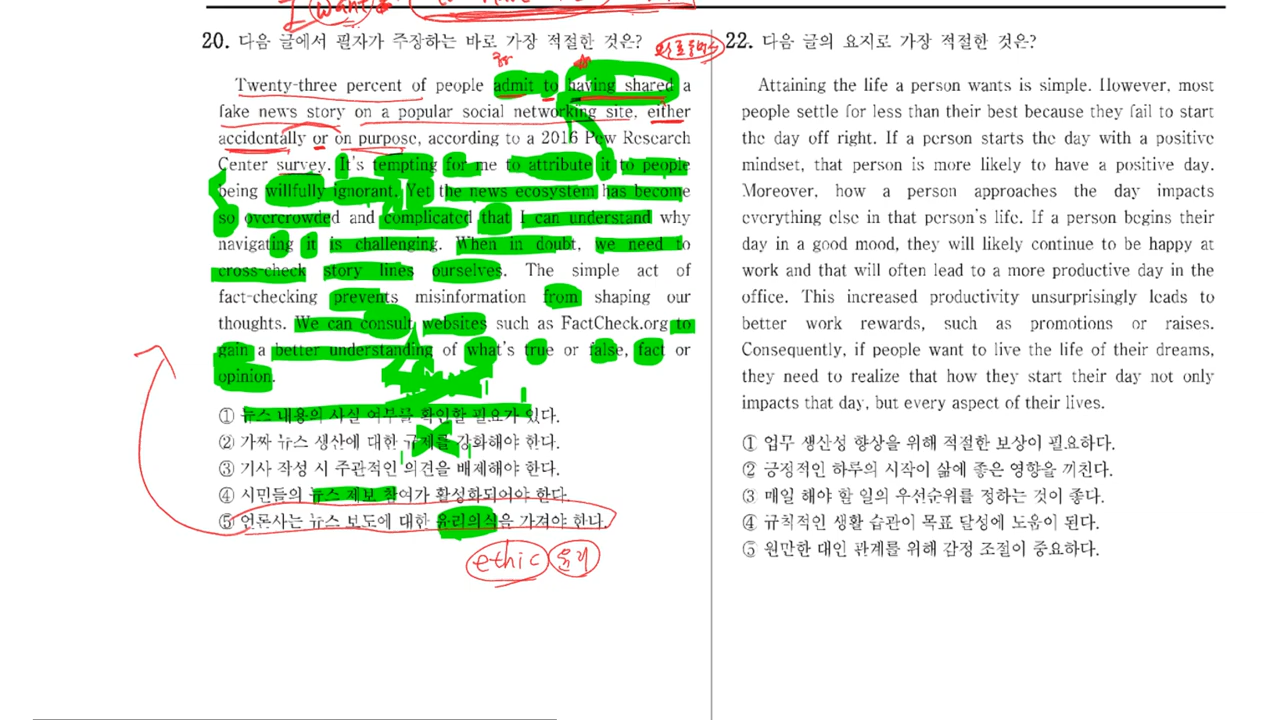 want
20. 다음 글에서 필자가 주장하는 바로 가장 적절한 것은?
Twenty-three percent of people admit to having shared a
fake news story on a popular social networking site, either
accidentally or on purpose, according to a 2016 Pew Research
Center survey. It's tempting for me to attribute it to people
being willfully ignorant. Yet the news ecosystem has become
so overcrowded and complicated that I can understand why
navigating it is challenging. When in doubt, we need to
cross-check story lines ourselves. The simple act of
fact-checking prevents misinformation from shaping our
thoughts. We can consult websites such as FactCheck.org to
gain a better understanding of what's true or false, fact or
opinion.
① 뉴스 내용의 사실 여부를 확인할 필요가 있다.
② 가짜 뉴스 생산에 대한 규제를 강화해야 한다.
③ 기사 작성 시 주관적인 의견을 배제해야 한다.
④ 시민들의 뉴스 제보 참여가 활성화되어야 한다.
⑤ 언론사는 뉴스 보도에 대한 윤리의식을 가져야 한다.
ethic 윤리
22. 다음 글의 요지로 가장 적절한 것은?
Attaining the life a person wants is simple. However, most
people settle for less than their best because they fail to start
the day off right. If a person starts the day with a positive
mindset, that person is more likely to have a positive day.
Moreover, how a person approaches the day impacts
everything else in that person's life. If a person begins their
day in a good mood, they will likely continue to be happy at
work and that will often lead to a more productive day in the
office. This increased productivity unsurprisingly leads to
better work rewards, such as promotions or raises.
Consequently, if people want to live the life of their dreams,
they need to realize that how they start their day not only
impacts that day, but every aspect of their lives.
① 업무 생산성 향상을 위해 적절한 보상이 필요하다.
② 긍정적인 하루의 시작이 삶에 좋은 영향을 끼친다.
③ 매일 해야 할 일의 우선순위를 정하는 것이 좋다.
④ 규칙적인 생활 습관이 목표 달성에 도움이 된다.
⑤ 원만한 대인 관계를 위해 감정 조절이 중요하다.